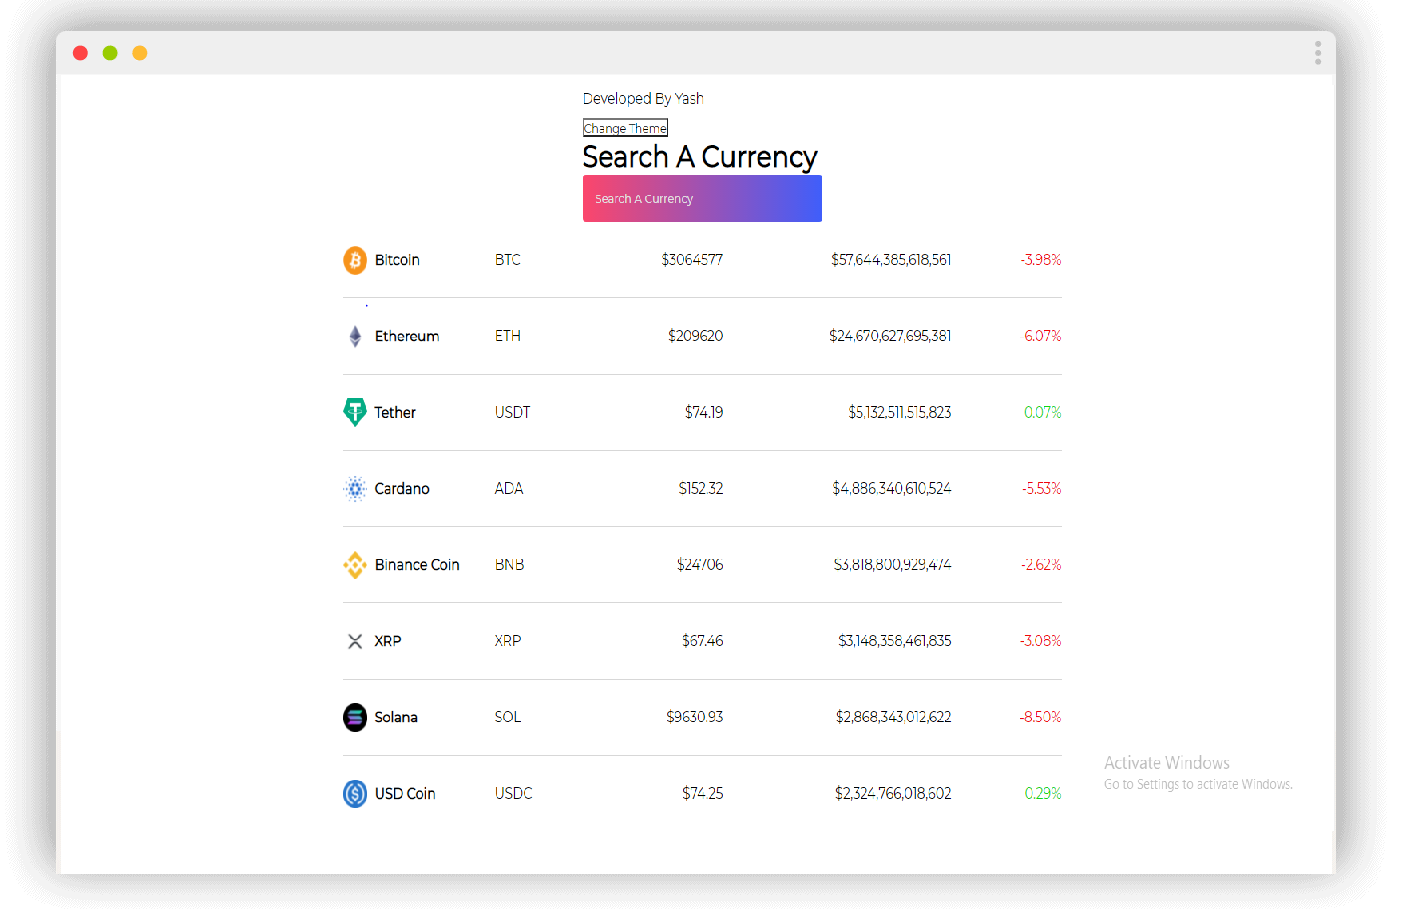 Developed By Yash
Change Theme
Search A Currency
Search A Currency
Bitcoin BTC $3064577 $57,644,385,618,561 -3.98%
Ethereum ETH $209620 $24,670,627,695,381 -6.07%
Tether USDT $74.19 $5,132,511,515,823 0.07%
Cardano ADA $152.32 $4,886,340,610,524 -5.53%
Binance Coin BNB $24706 $3,818,800,929,474 -2.62%
XRP XRP $67.46 $3,148,358,461,835 -3.08%
Solana SOL $9630.93 $2,868,343,012,622 -8.50%
USD Coin USDC $74.25 $2,324,766,018,602 0.29%
Activate Windows
Go to Settings to activate Windows.